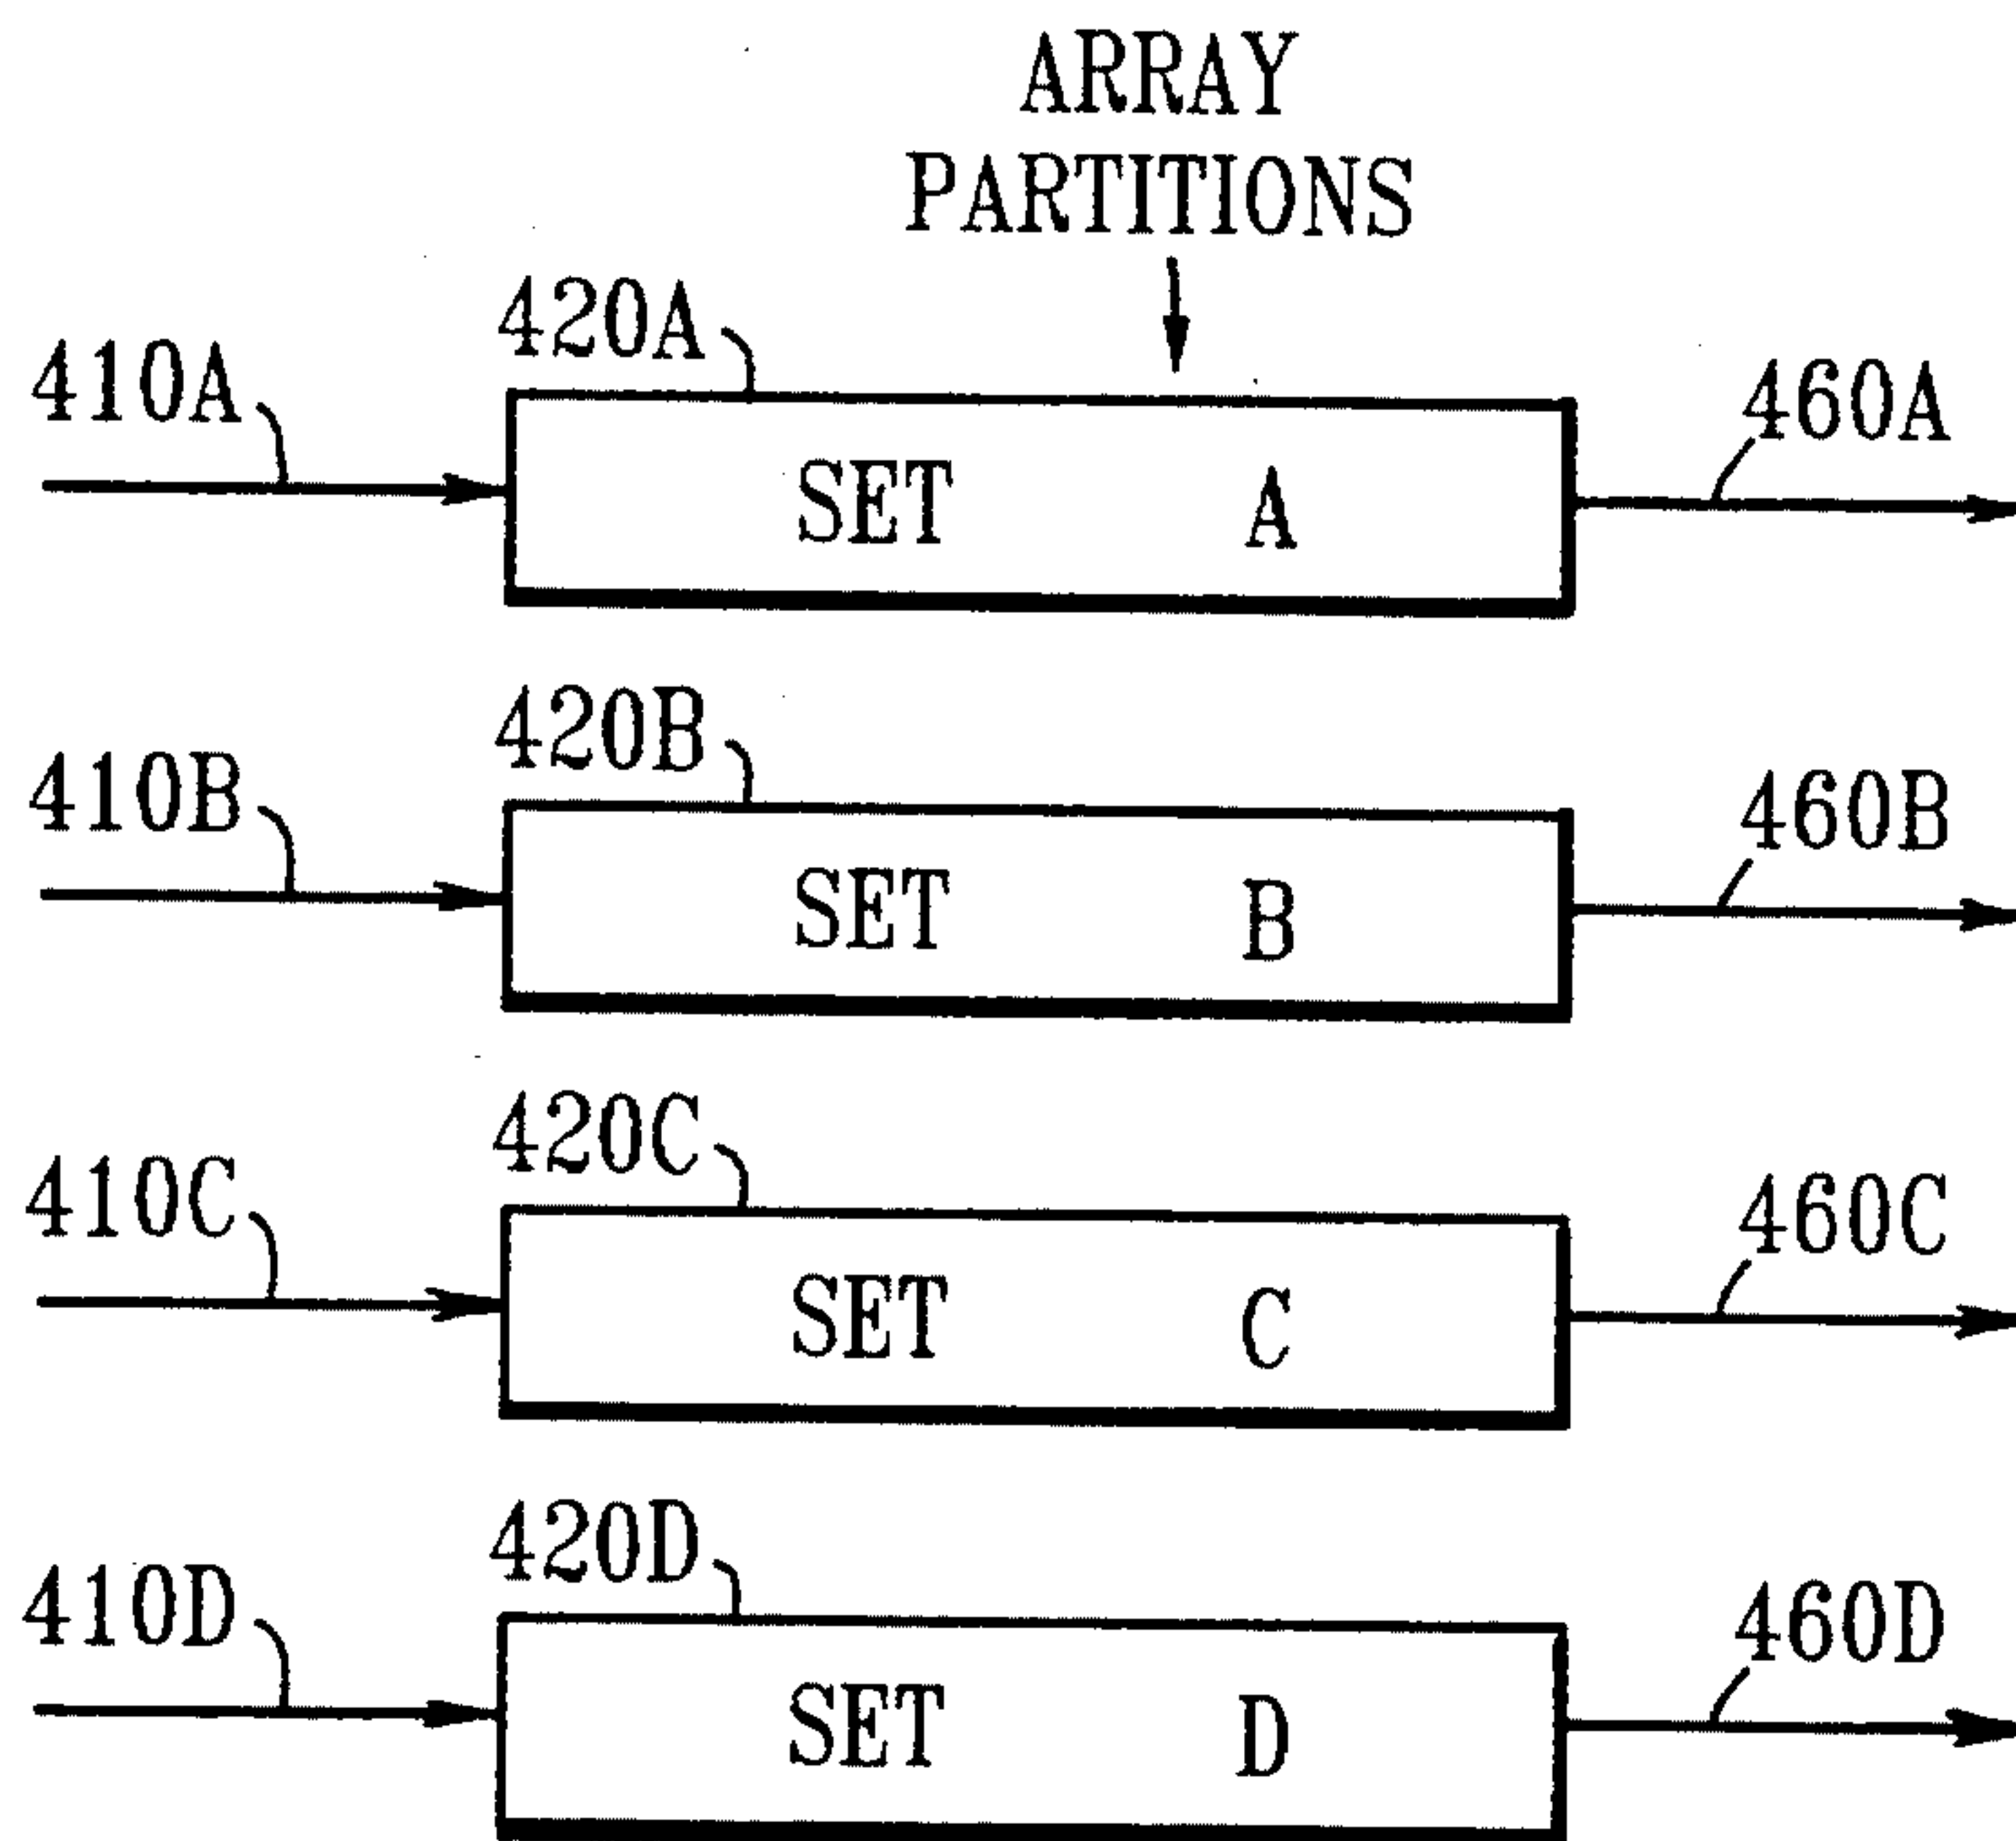 ARRAY
PARTITIONS
420A
410A
460A
SET A
420B
410B
460B
SET B
420C
410C
460C
SET C
420D
410D
460D
SET D